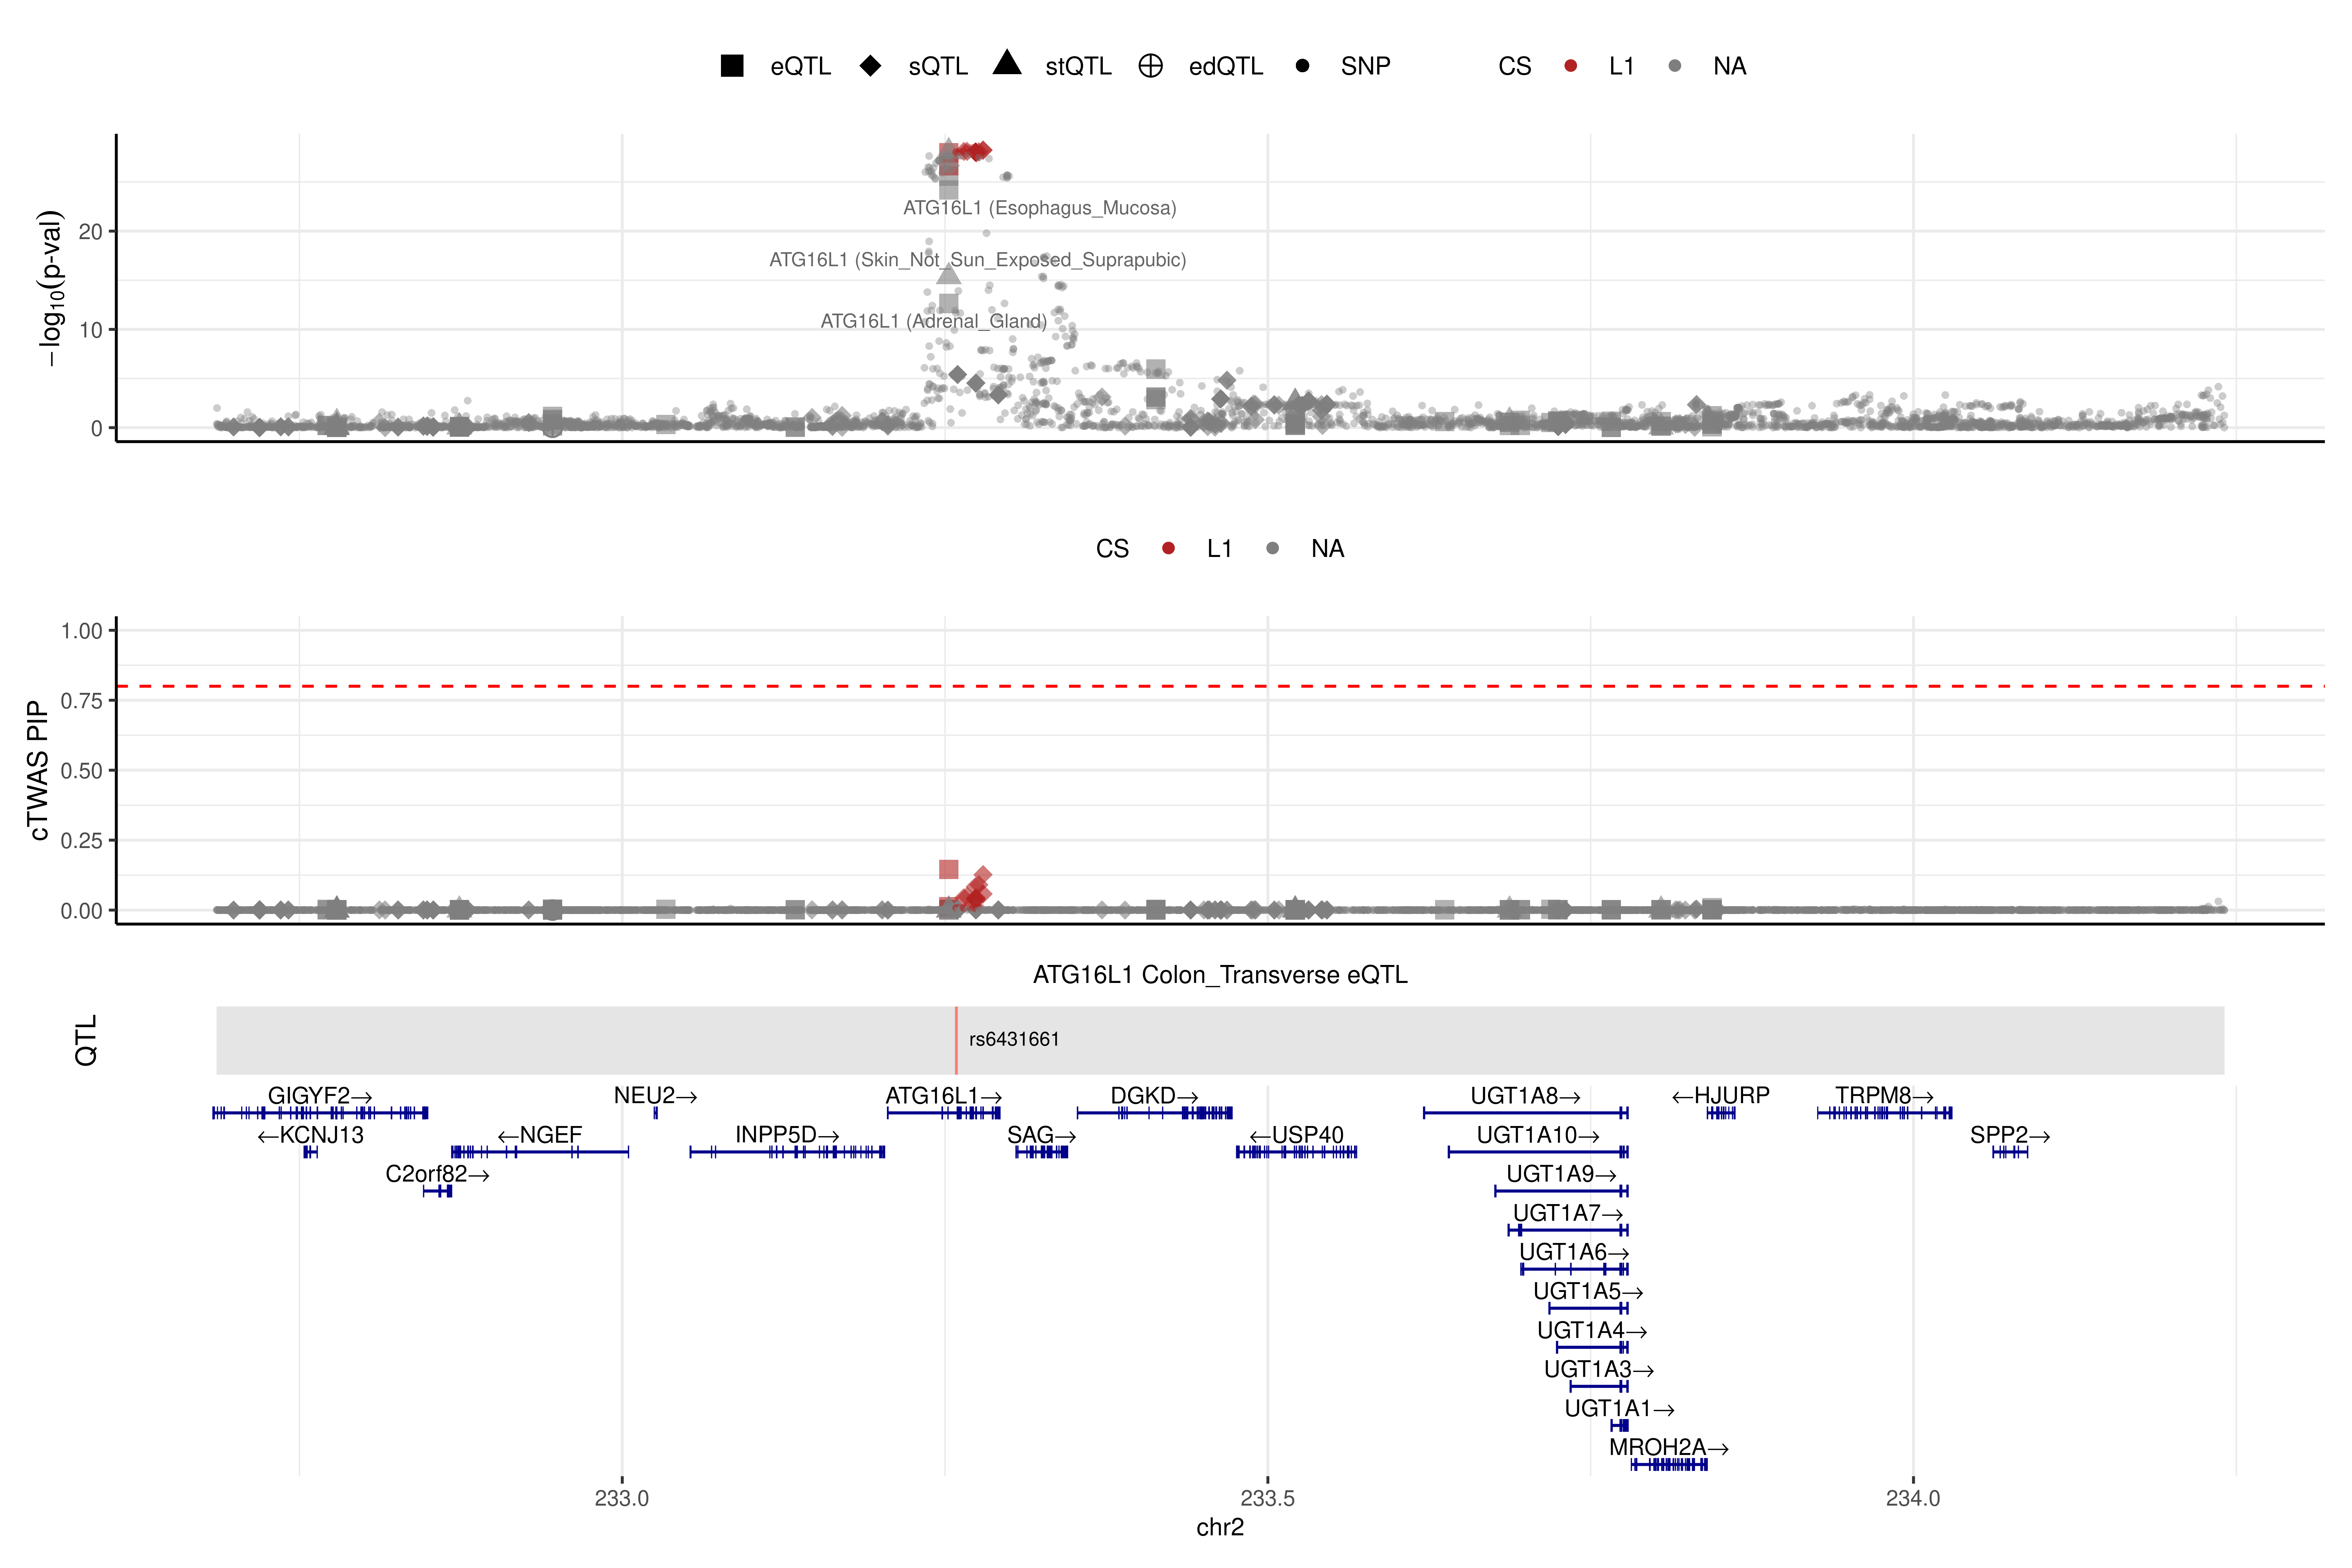 eQTL sQTL stQTL edQTL SNP CS L1 NA
−log10(p-val)
20
10
0
ATG16L1 (Esophagus_Mucosa)
ATG16L1 (Skin_Not_Sun_Exposed_Suprapubic)
ATG16L1 (Adrenal_Gland)
CS L1 NA
cTWAS PIP
1.00
0.75
0.50
0.25
0.00
ATG16L1 Colon_Transverse eQTL
QTL
rs6431661
GIGYF2→ NEU2→ ATG16L1→ DGKD→ UGT1A8→ ←HJURP TRPM8→
←KCNJ13 ←NGEF INPP5D→ SAG→ ←USP40 UGT1A10→ SPP2→
C2orf82→ UGT1A9→
UGT1A7→
UGT1A6→
UGT1A5→
UGT1A4→
UGT1A3→
UGT1A1→
MROH2A→
233.0 233.5 234.0
chr2